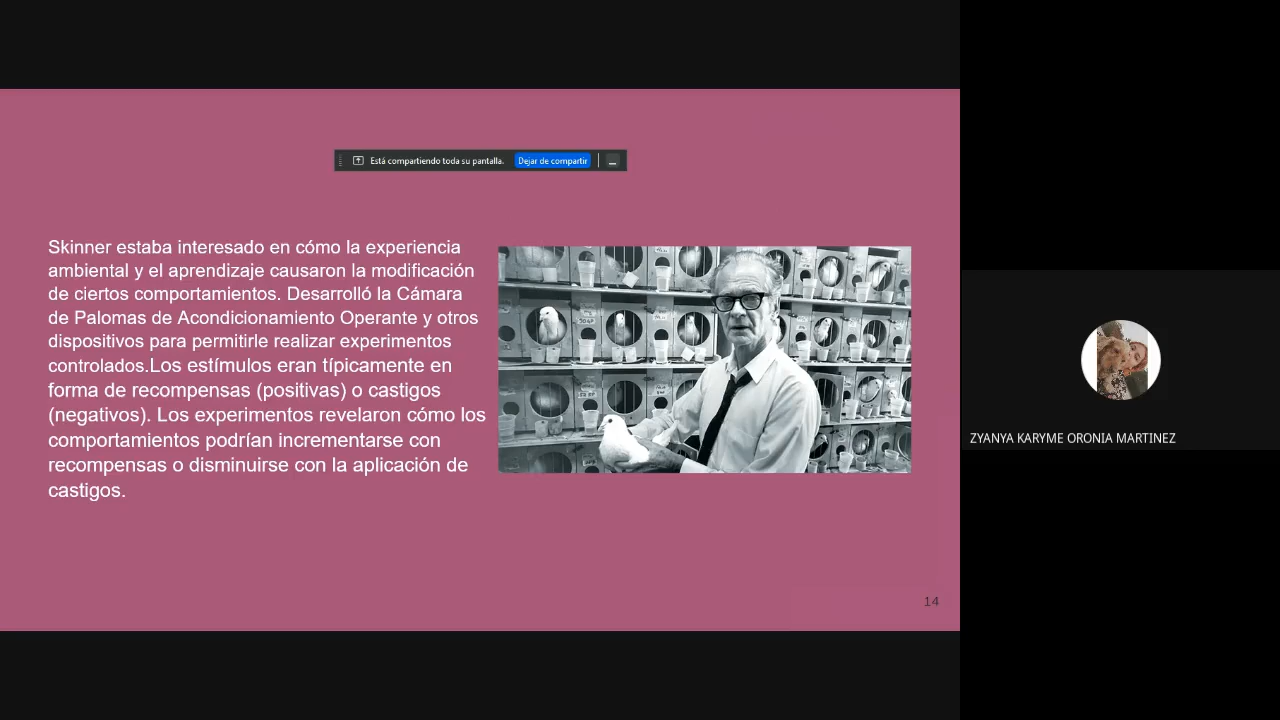 Está compartiendo toda su pantalla. Dejar de compartir
Skinner estaba interesado en cómo la experiencia
ambiental y el aprendizaje causaron la modificación
de ciertos comportamientos. Desarrolló la Cámara
de Palomas de Acondicionamiento Operante y otros
dispositivos para permitirle realizar experimentos
controlados.Los estímulos eran típicamente en
forma de recompensas (positivas) o castigos
(negativos). Los experimentos revelaron cómo los
comportamientos podrían incrementarse con
recompensas o disminuirse con la aplicación de
castigos.
14
ZYANYA KARYME ORONIA MARTINEZ